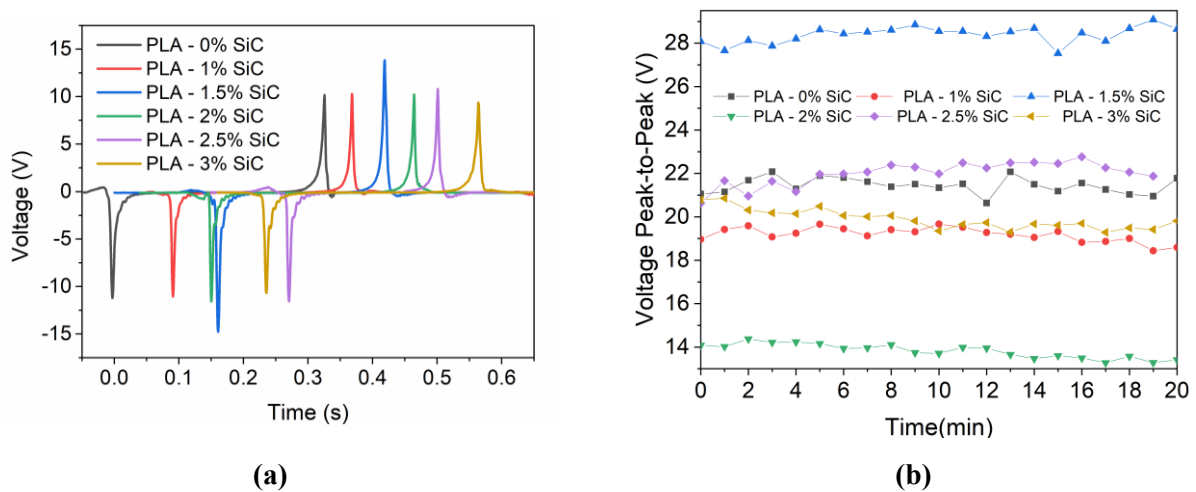 PLA - 0% SiC
PLA - 1% SiC
PLA - 1.5% SiC
PLA - 2% SiC
PLA - 2.5% SiC
PLA - 3% SiC
15
10
5
0
-5
-10
-15
Voltage (V)
0.0 0.1 0.2 0.3 0.4 0.5 0.6
Time (s)
(a)
28
26
24
22
20
18
16
14
Voltage Peak-to-Peak (V)
PLA - 0% SiC PLA - 1% SiC PLA - 1.5% SiC
PLA - 2% SiC PLA - 2.5% SiC PLA - 3% SiC
0 2 4 6 8 10 12 14 16 18 20
Time(min)
(b)